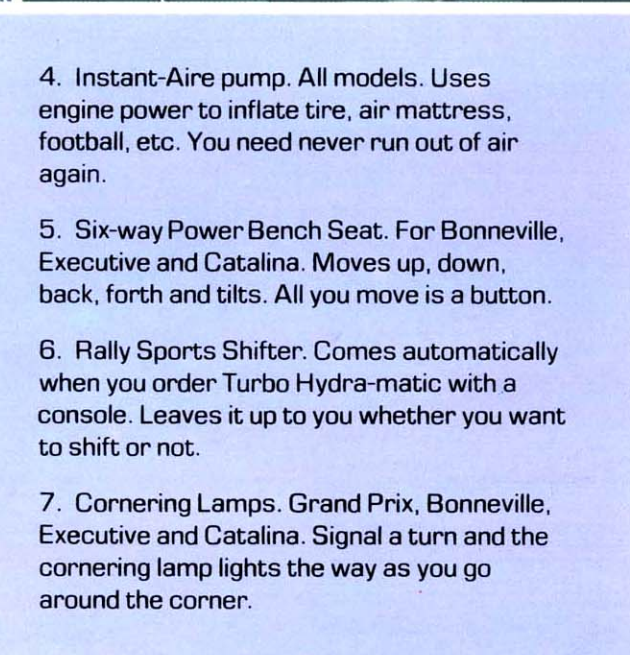 4. Instant-Aire pump. All models. Uses
engine power to inflate tire, air mattress,
football, etc. You need never run out of air
again.
5. Six-way Power Bench Seat. For Bonneville,
Executive and Catalina. Moves up, down,
back, forth and tilts. All you move is a button.
6. Rally Sports Shifter. Comes automatically
when you order Turbo Hydra-matic with a
console. Leaves it up to you whether you want
to shift or not.
7. Cornering Lamps. Grand Prix, Bonneville,
Executive and Catalina. Signal a turn and the
cornering lamp lights the way as you go
around the corner.